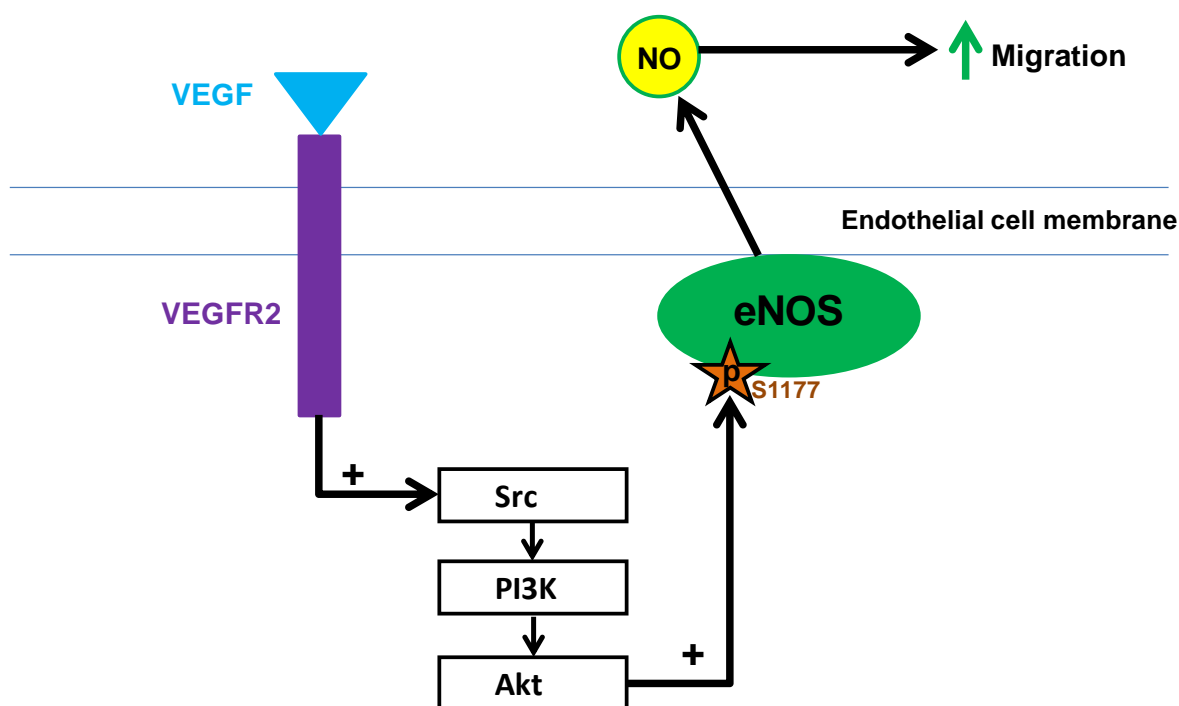 NO
Migration
VEGF
Endothelial cell membrane
VEGFR2
eNOS
p
S1177
+
Src
PI3K
+
Akt